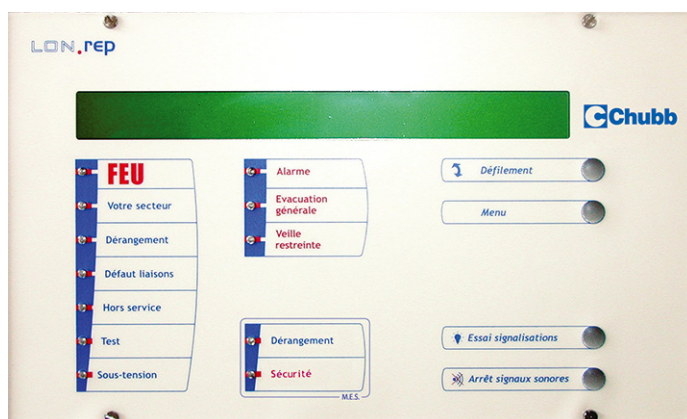 LON.rep
Chubb
FEU
Votre secteur
Dérangement
Défaut liaisons
Hors service
Test
Sous-tension
Alarme
Evacuation
générale
Veille
restreinte
Dérangement
Sécurité
M.E.S.
Défilement
Menu
Essai signalisations
Arrêt signaux sonores